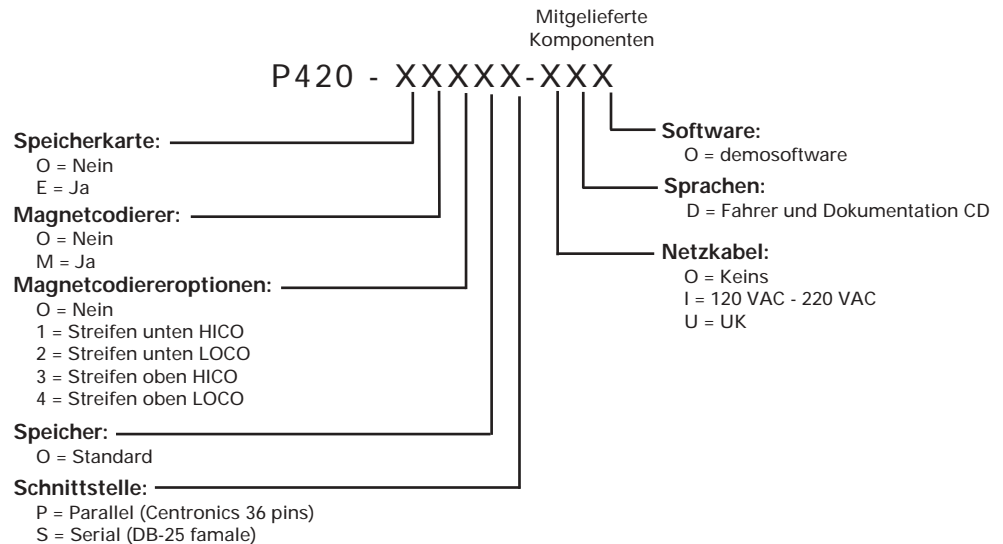 Mitgelieferte
Komponenten
P420 - XXXXX-XXX
Speicherkarte:
O = Nein
E = Ja
Magnetcodierer:
O = Nein
M = Ja
Magnetcodiereroptionen:
O = Nein
1 = Streifen unten HICO
2 = Streifen unten LOCO
3 = Streifen oben HICO
4 = Streifen oben LOCO
Speicher:
O = Standard
Schnittstelle:
P = Parallel (Centronics 36 pins)
S = Serial (DB-25 famale)
Software:
O = demosoftware
Sprachen:
D = Fahrer und Dokumentation CD
Netzkabel:
O = Keins
I = 120 VAC - 220 VAC
U = UK